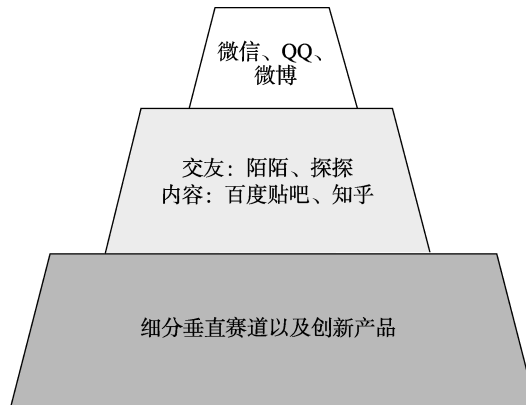 微信、QQ、
微博
交友：陌陌、探探
内容：百度贴吧、知乎
细分垂直赛道以及创新产品